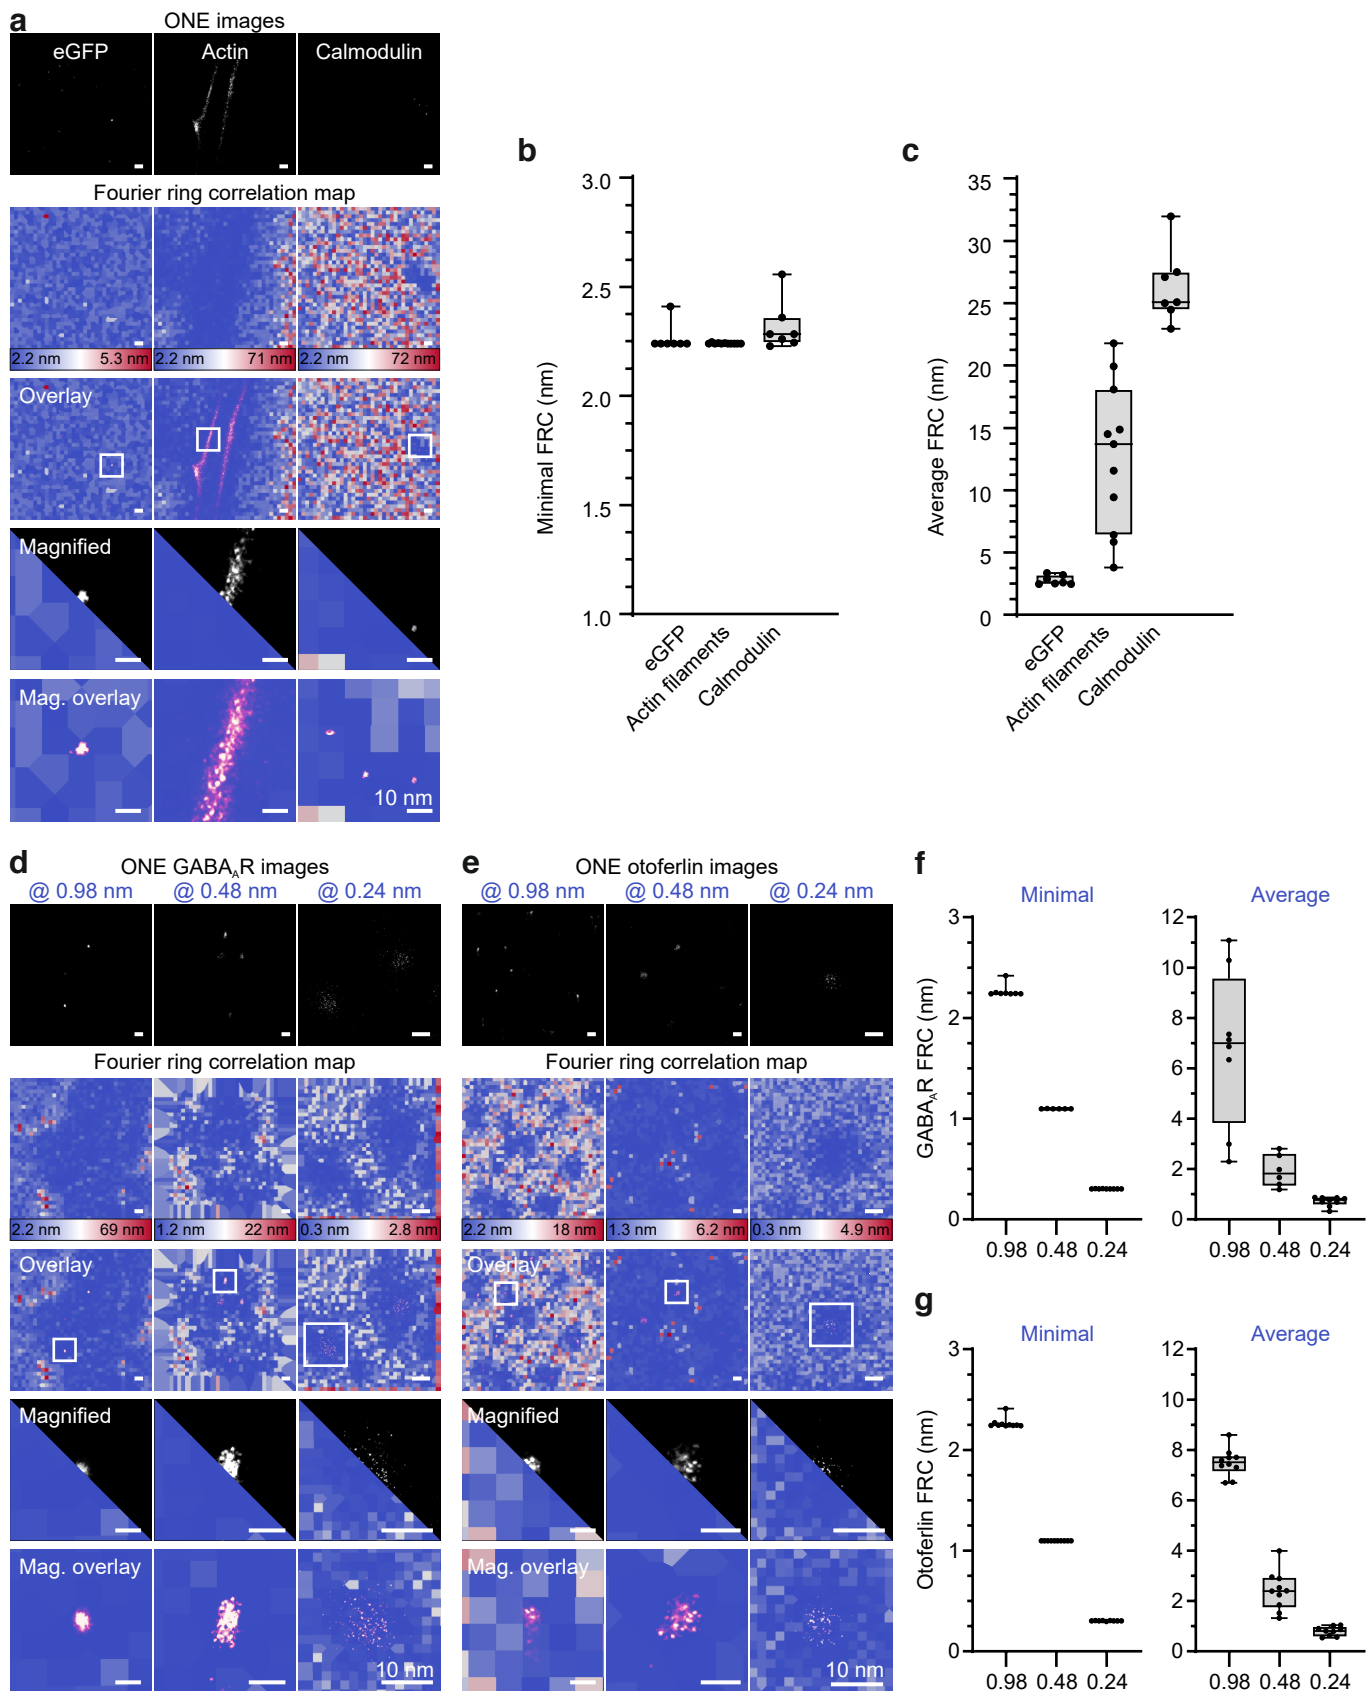 a
ONE images
eGFP Actin Calmodulin
Fourier ring correlation map
2.2 nm 5.3 nm 2.2 nm 71 nm 2.2 nm 72 nm
Overlay
Magnified
Mag. overlay
10 nm
b
3.0
2.5
2.0
1.5
1.0
Minimal FRC (nm)
eGFP
Actin filaments
Calmodulin
c
35
30
25
20
15
10
5
0
Average FRC (nm)
eGFP
Actin filaments
Calmodulin
d
ONE GABAAR images
@ 0.98 nm @ 0.48 nm @ 0.24 nm
Fourier ring correlation map
2.2 nm 69 nm 1.2 nm 22 nm 0.3 nm 2.8 nm
Overlay
Magnified
Mag. overlay
10 nm
e
ONE otoferlin images
@ 0.98 nm @ 0.48 nm @ 0.24 nm
Fourier ring correlation map
2.2 nm 18 nm 1.3 nm 6.2 nm 0.3 nm 4.9 nm
Overlay
Magnified
Mag. overlay
10 nm
f
Minimal
3
2
1
0
GABAAR FRC (nm)
0.98 0.48 0.24
Average
12
10
8
6
4
2
0
0.98 0.48 0.24
g
Minimal
3
2
1
0
Otoferlin FRC (nm)
0.98 0.48 0.24
Average
12
10
8
6
4
2
0
0.98 0.48 0.24